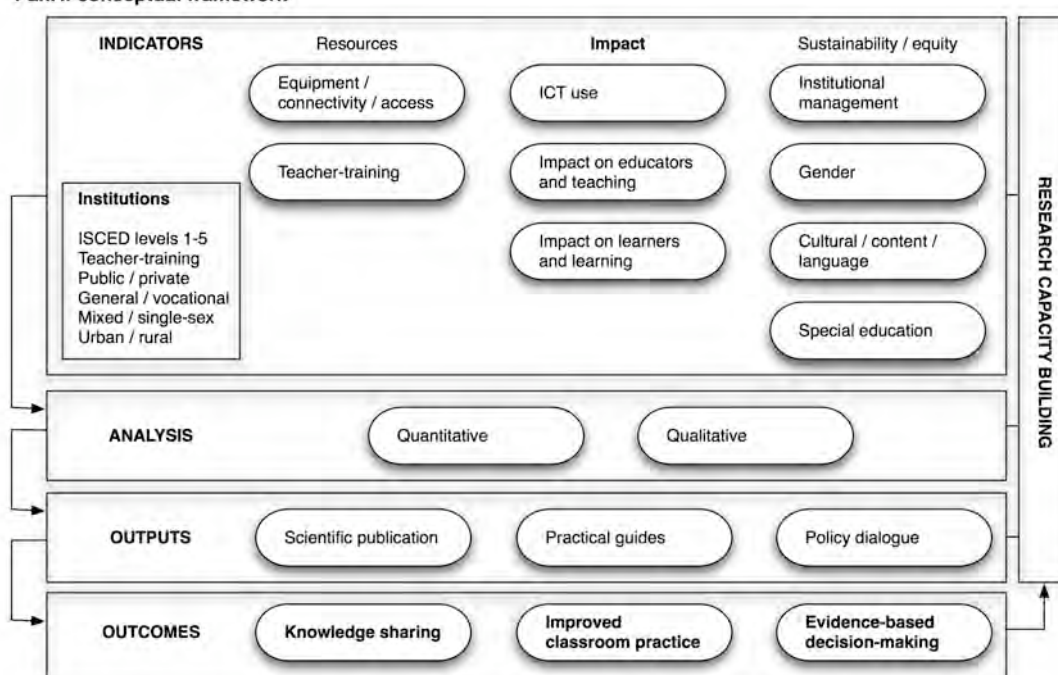 INDICATORS
Resources
Impact
Sustainability / equity
Equipment /
connectivity / access
ICT use
Institutional
management
Teacher-training
Impact on educators
and teaching
Gender
Impact on learners
and learning
Cultural / content /
language
Special education
Institutions
ISCED levels 1-5
Teacher-training
Public / private
General / vocational
Mixed / single-sex
Urban / rural
RESEARCH CAPACITY BUILDING
ANALYSIS
Quantitative
Qualitative
OUTPUTS
Scientific publication
Practical guides
Policy dialogue
OUTCOMES
Knowledge sharing
Improved
classroom practice
Evidence-based
decision-making